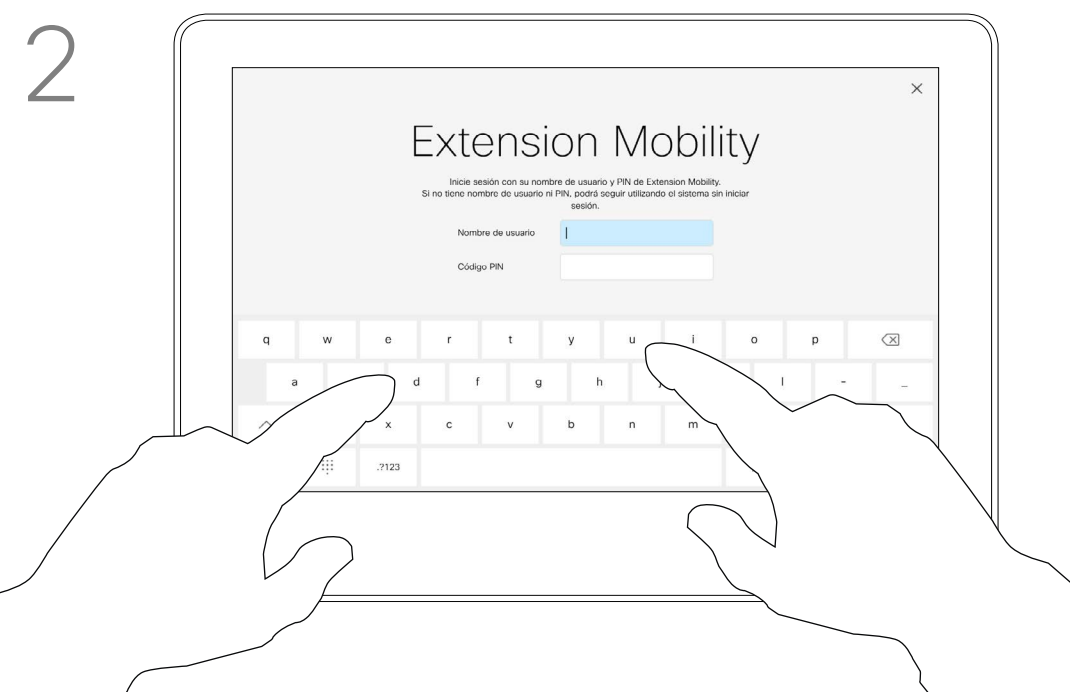 2
Extension Mobility
Inicie sesión con su nombre de usuario y PIN de Extension Mobility.
Si no tiene nombre de usuario ni PIN, podrá seguir utilizando el sistema sin iniciar
sesión.
Nombre de usuario
Código PIN
q w e r t y u i o p
a d f g h l - _
x c v b n m
.?123